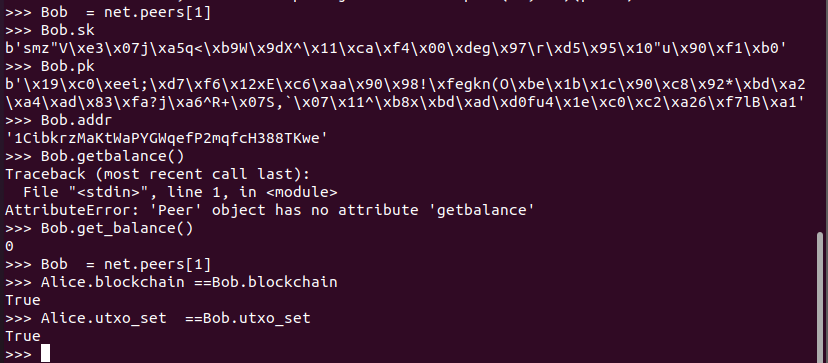 >>> Bob  = net.peers[1]
>>> Bob.sk
b'smz"V\xe3\x07j\xa5q<\xb9W\x9dX^\x11\xca\xf4\x00\xdeg\x97\r\xd5\x95\x10"u\x90\xf1\xb0'
>>> Bob.pk
b'\x19\xc0\xeei;\xd7\xf6\x12xE\xc6\xaa\x90\x98!\xfegkn(O\xbe\x1b\x1c\x90\xc8\x92*\xbd\xa2
\xa4\xad\x83\xfa?j\xa6^R+\x07S,`\x07\x11^\xb8x\xbd\xad\xd0fu4\x1e\xc0\xc2\xa26\xf7lB\xa1'
>>> Bob.addr
'1CibkrzMaKtWaPYGWqefP2mqfcH388TKwe'
>>> Bob.getbalance()
Traceback (most recent call last):
  File "<stdin>", line 1, in <module>
AttributeError: 'Peer' object has no attribute 'getbalance'
>>> Bob.get_balance()
0
>>> Bob  = net.peers[1]
>>> Alice.blockchain ==Bob.blockchain
True
>>> Alice.utxo_set  ==Bob.utxo_set
True
>>>